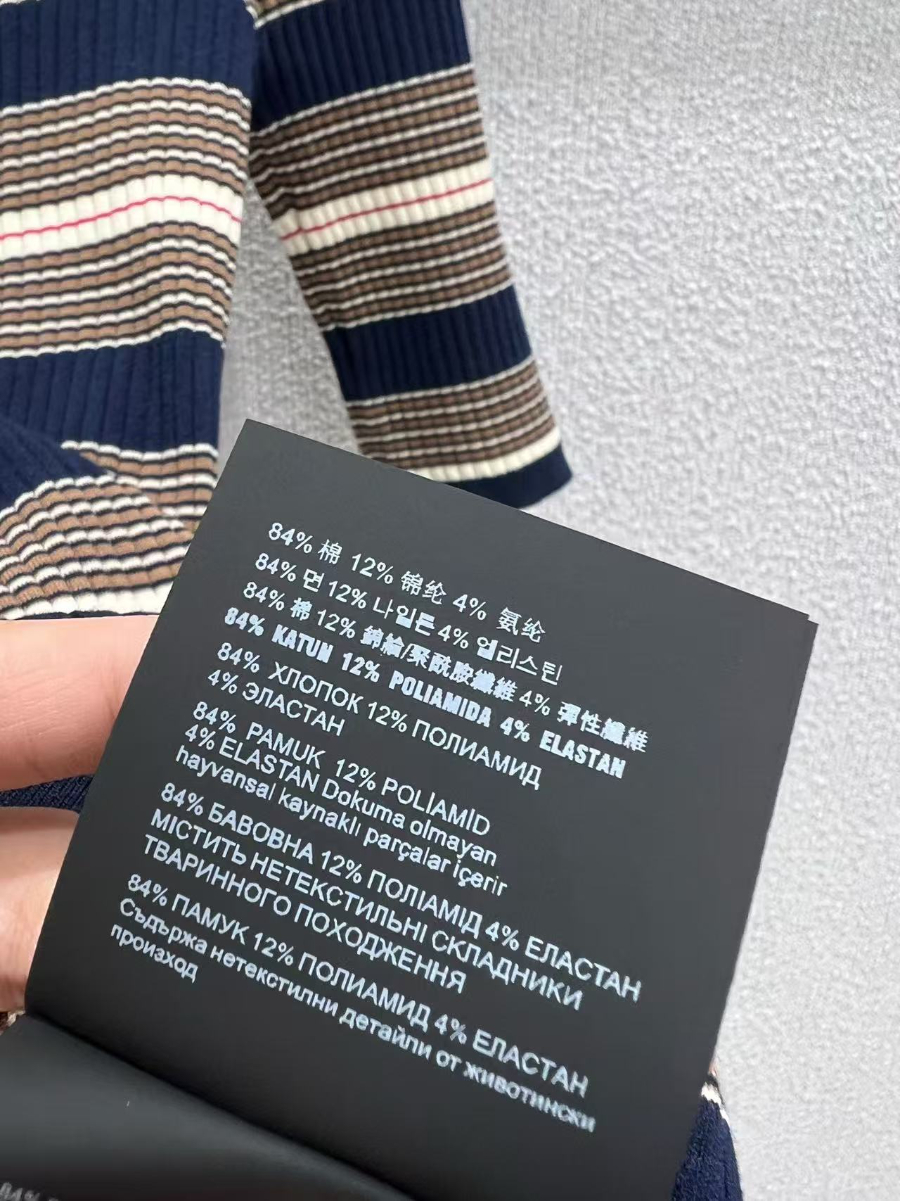 84% 棉 12% 锦纶 4% 氨纶
84% 면 12% 나일론 4% 엘리스틴
84% 棉 12% 錦綸/聚酰胺纖維 4% 彈性纖維
84% KATUN 12% POLIAMIDA 4% ELASTAN
84% ХЛОПОК 12% ПОЛИАМИД
4% ЭЛАСТАН
84% PAMUK 12% POLİAMİD
4% ELASTAN Dokuma olmayan
hayvansal kaynaklı parçalar içerir
84% БАВОВНА 12% ПОЛІАМІД 4% ЕЛАСТАН
МІСТИТЬ НЕТЕКСТИЛЬНІ СКЛАДНИКИ
ТВАРИННОГО ПОХОДЖЕННЯ
84% ПАМУК 12% ПОЛИАМИД 4% ЕЛАСТАН
Съдържа нетекстилни детайли от животински
произход
84%